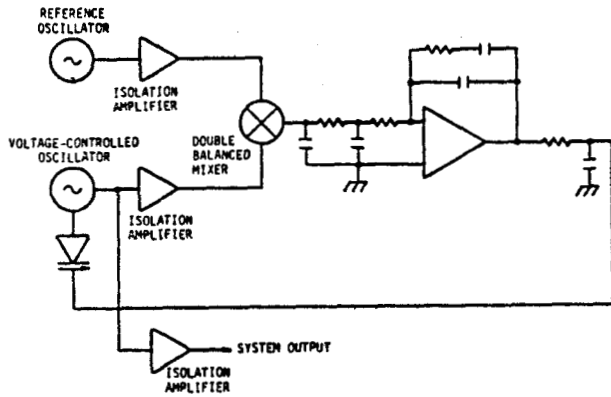 REFERENCE
OSCILLATOR
ISOLATION
AMPLIFIER
VOLTAGE-CONTROLLED
OSCILLATOR
DOUBLE
BALANCED
MIXER
ISOLATION
AMPLIFIER
SYSTEM OUTPUT
ISOLATION
AMPLIFIER